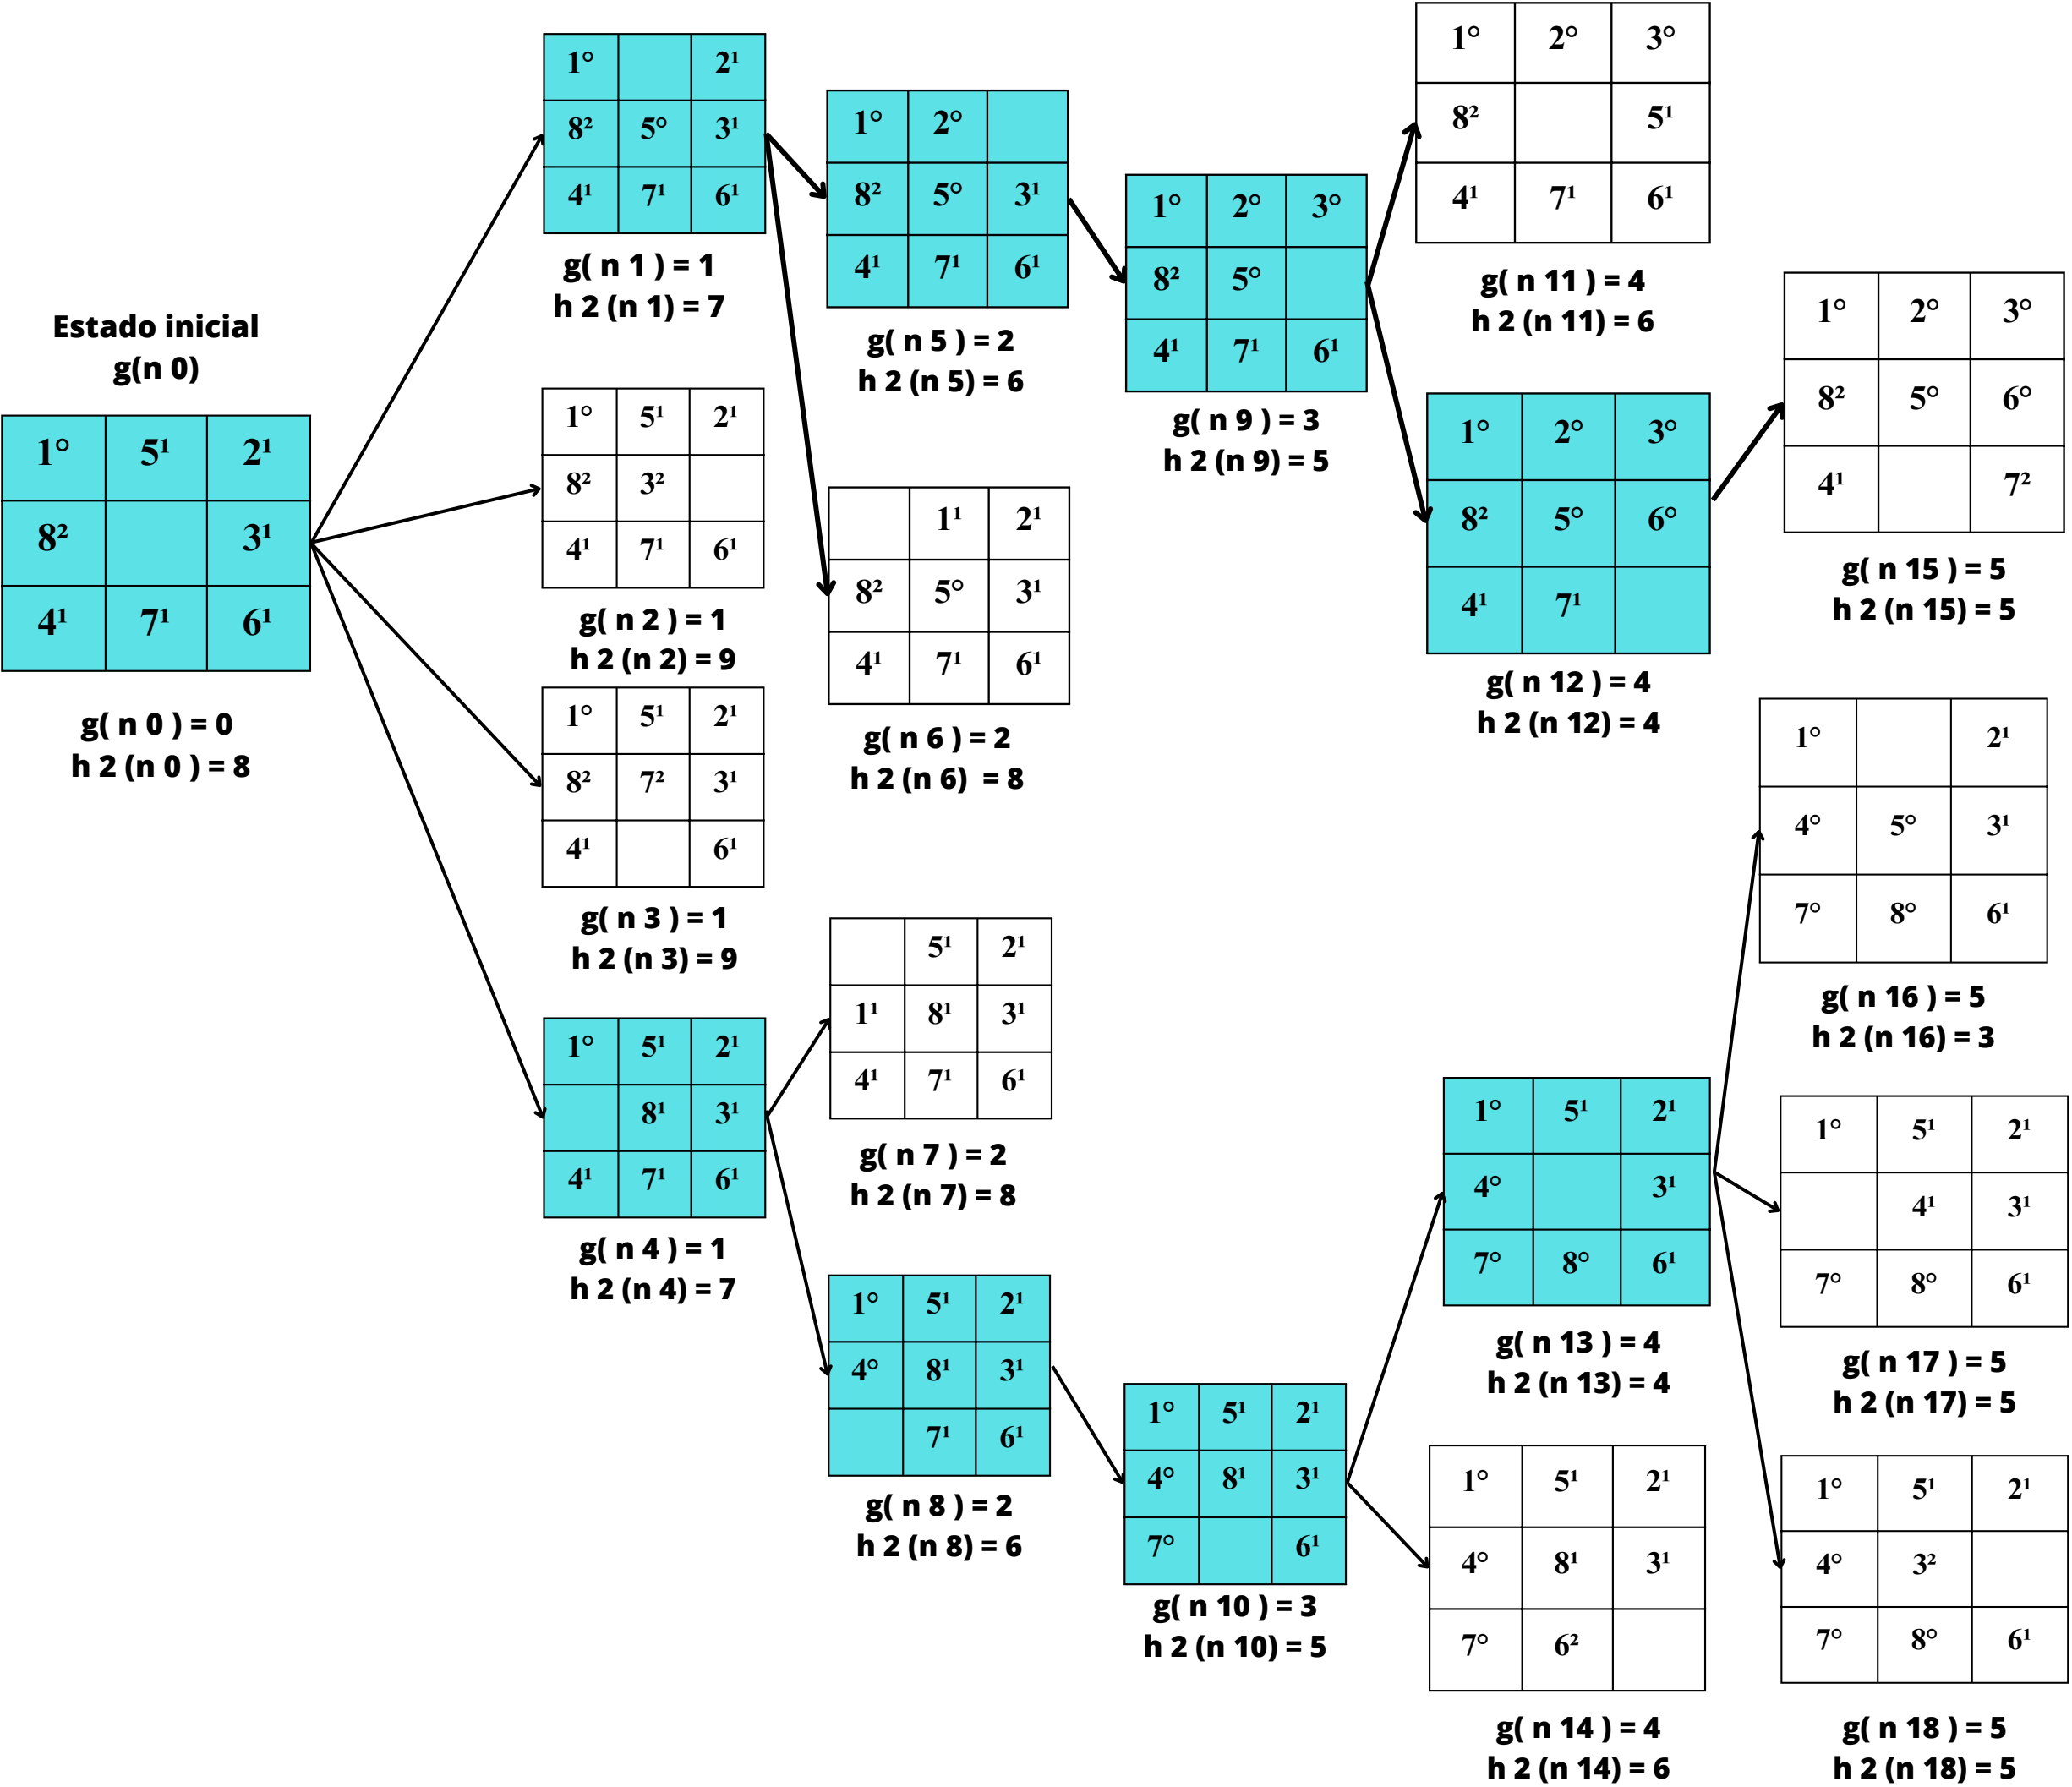 Estado inicial
g(n 0)
1° 5¹ 2¹
8² 3¹
4¹ 7¹ 6¹
g( n 0 ) = 0
h 2 (n 0 ) = 8
1° 2¹
8² 5° 3¹
4¹ 7¹ 6¹
g( n 1 ) = 1
h 2 (n 1) = 7
1° 5¹ 2¹
8² 3²
4¹ 7¹ 6¹
g( n 2 ) = 1
h 2 (n 2) = 9
1° 5¹ 2¹
8² 7² 3¹
4¹ 6¹
g( n 3 ) = 1
h 2 (n 3) = 9
1° 5¹ 2¹
8¹ 3¹
4¹ 7¹ 6¹
g( n 4 ) = 1
h 2 (n 4) = 7
1° 2°
8² 5° 3¹
4¹ 7¹ 6¹
g( n 5 ) = 2
h 2 (n 5) = 6
1¹ 2¹
8² 5° 3¹
4¹ 7¹ 6¹
g( n 6 ) = 2
h 2 (n 6) = 8
5¹ 2¹
1¹ 8¹ 3¹
4¹ 7¹ 6¹
g( n 7 ) = 2
h 2 (n 7) = 8
1° 5¹ 2¹
4° 8¹ 3¹
7¹ 6¹
g( n 8 ) = 2
h 2 (n 8) = 6
1° 2° 3°
8² 5°
4¹ 7¹ 6¹
g( n 9 ) = 3
h 2 (n 9) = 5
1° 5¹ 2¹
4° 8¹ 3¹
7° 6¹
g( n 10 ) = 3
h 2 (n 10) = 5
1° 2° 3°
8² 5¹
4¹ 7¹ 6¹
g( n 11 ) = 4
h 2 (n 11) = 6
1° 2° 3°
8² 5° 6°
4¹ 7¹
g( n 12 ) = 4
h 2 (n 12) = 4
1° 5¹ 2¹
4° 3¹
7° 8° 6¹
g( n 13 ) = 4
h 2 (n 13) = 4
1° 5¹ 2¹
4° 8¹ 3¹
7° 6²
g( n 14 ) = 4
h 2 (n 14) = 6
1° 2° 3°
8² 5° 6°
4¹ 7²
g( n 15 ) = 5
h 2 (n 15) = 5
1° 2¹
4° 5° 3¹
7° 8° 6¹
g( n 16 ) = 5
h 2 (n 16) = 3
1° 5¹ 2¹
4¹ 3¹
7° 8° 6¹
g( n 17 ) = 5
h 2 (n 17) = 5
1° 5¹ 2¹
4° 3²
7° 8° 6¹
g( n 18 ) = 5
h 2 (n 18) = 5